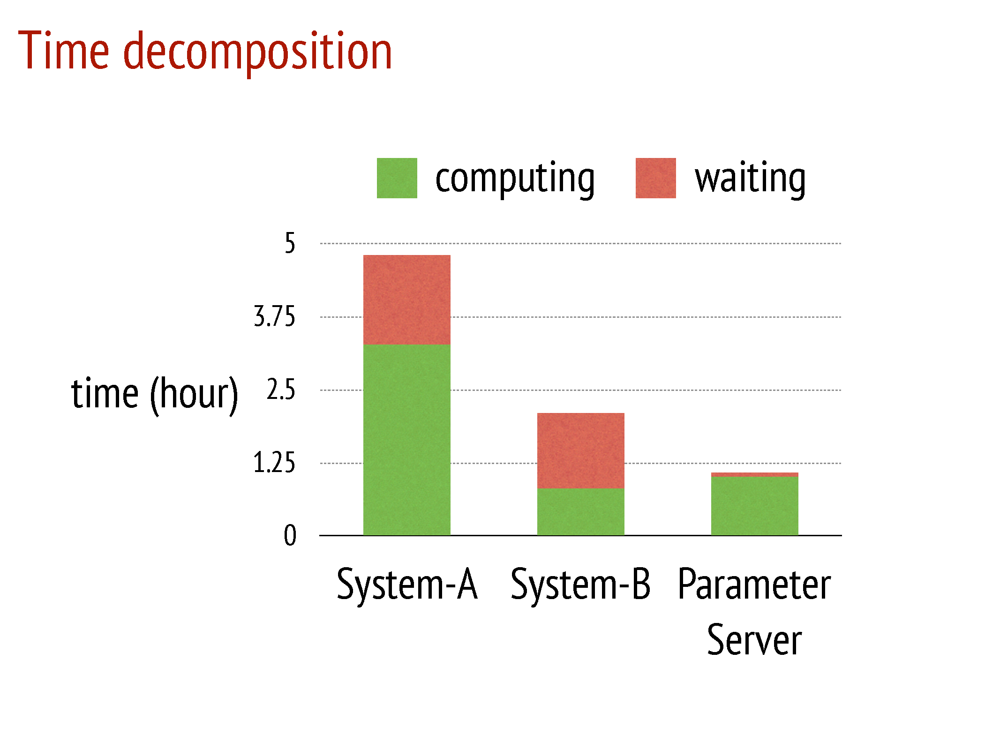 Time decomposition
computing waiting
5
3.75
time (hour) 2.5
1.25
0
System-A System-B Parameter
Server